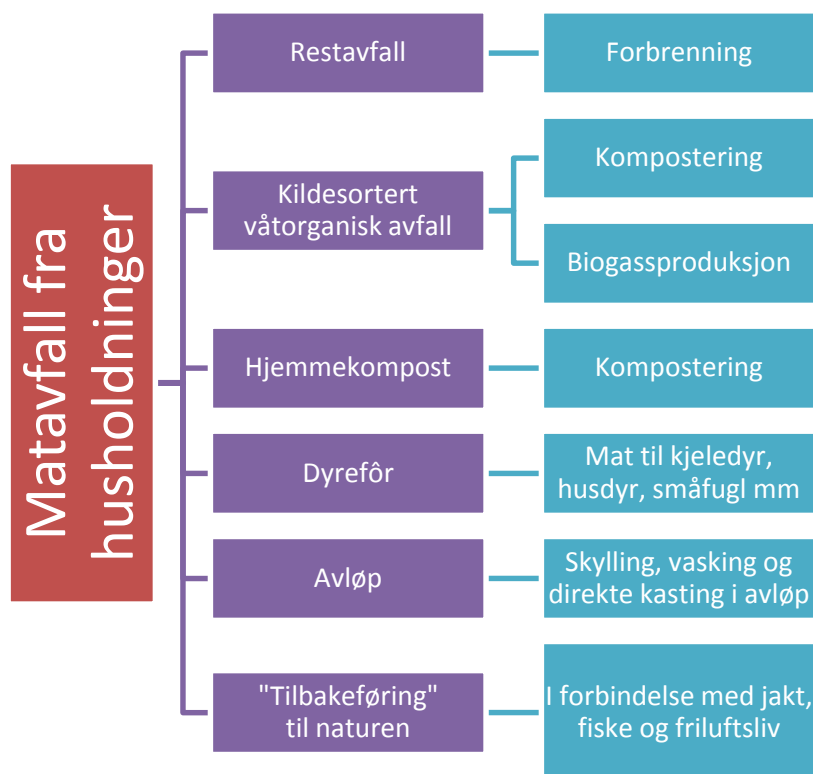 Matavfall fra
husholdninger
Restavfall
Forbrenning
Kildesortert
våtorganisk avfall
Kompostering
Biogassproduksjon
Hjemmekompost
Kompostering
Dyrefôr
Mat til kjeledyr,
husdyr, småfugl mm
Avløp
Skylling, vasking og
direkte kasting i avløp
"Tilbakeføring"
til naturen
I forbindelse med jakt,
fiske og friluftsliv